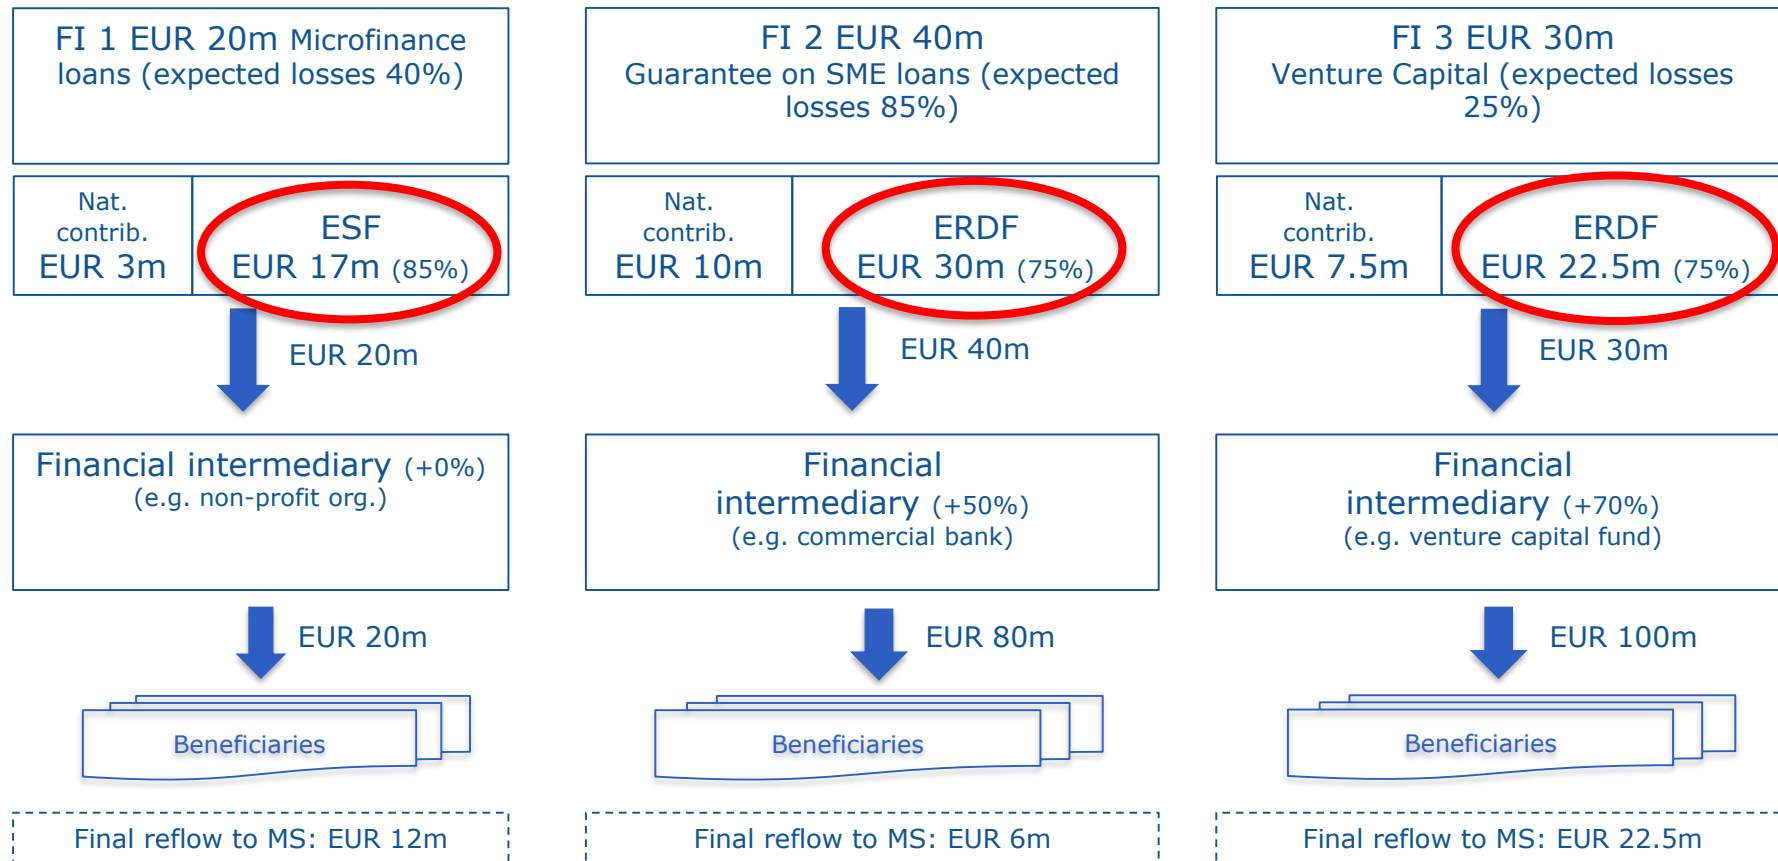 FI 1 EUR 20m Microfinance
loans (expected losses 40%)
Nat.
contrib.
EUR 3m
ESF
EUR 17m (85%)
EUR 20m
Financial intermediary (+0%)
(e.g. non-profit org.)
EUR 20m
Beneficiaries
Final reflow to MS: EUR 12m
FI 2 EUR 40m
Guarantee on SME loans (expected
losses 85%)
Nat.
contrib.
EUR 10m
ERDF
EUR 30m (75%)
EUR 40m
Financial
intermediary (+50%)
(e.g. commercial bank)
EUR 80m
Beneficiaries
Final reflow to MS: EUR 6m
FI 3 EUR 30m
Venture Capital (expected losses
25%)
Nat.
contrib.
EUR 7.5m
ERDF
EUR 22.5m (75%)
EUR 30m
Financial
intermediary (+70%)
(e.g. venture capital fund)
EUR 100m
Beneficiaries
Final reflow to MS: EUR 22.5m